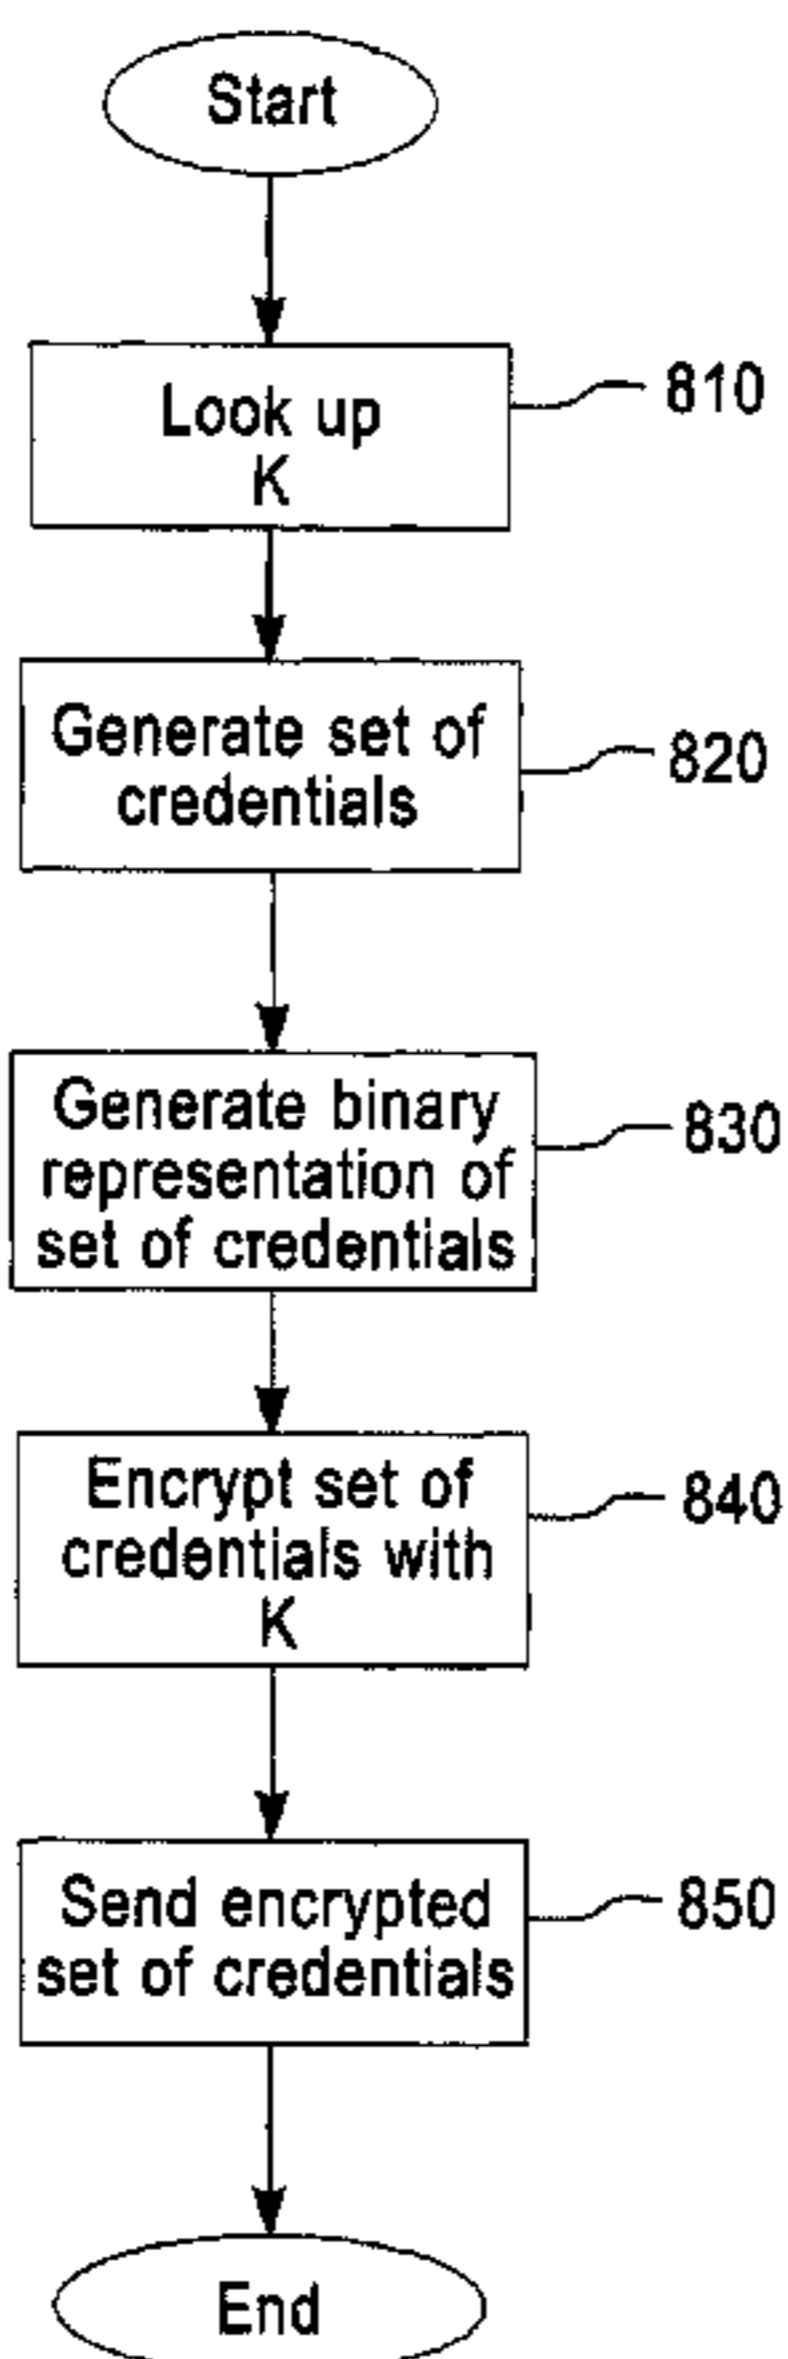 Start
Look up
K
810
Generate set of
credentials
820
Generate binary
representation of
set of credentials
830
Encrypt set of
credentials with
K
840
Send encrypted
set of credentials
850
End